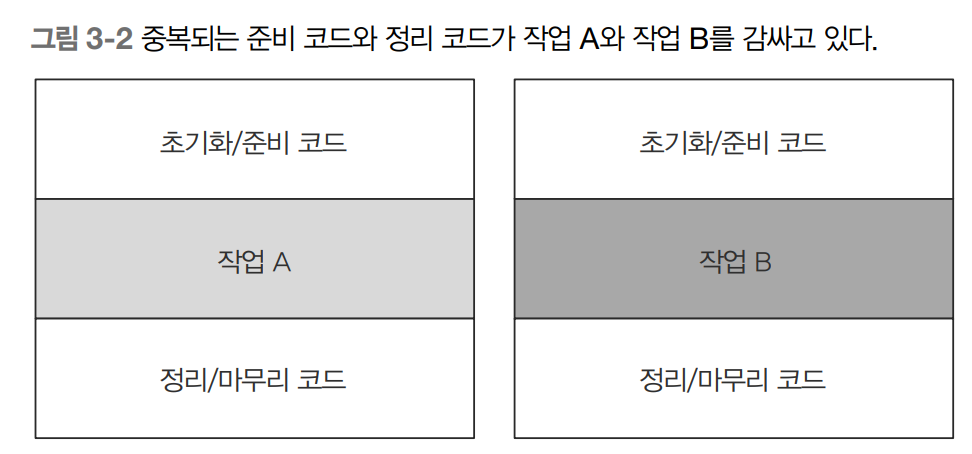 그림 3-2 중복되는 준비 코드와 정리 코드가 작업 A와 작업 B를 감싸고 있다.
초기화/준비 코드
작업 A
정리/마무리 코드
초기화/준비 코드
작업 B
정리/마무리 코드